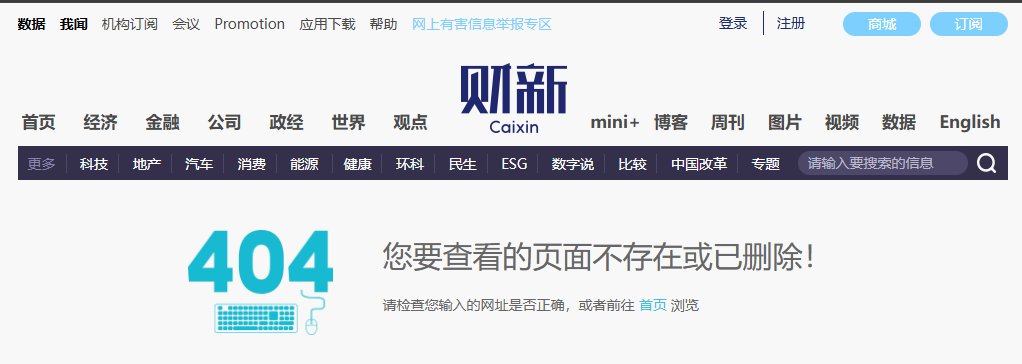 数据 我闻 机构订阅 会议 Promotion 应用下载 帮助 网上有害信息举报专区 登录 注册 商城 订阅
财新
Caixin
首页 经济 金融 公司 政经 世界 观点 mini+ 博客 周刊 图片 视频 数据 English
更多 科技 地产 汽车 消费 能源 健康 环科 民生 ESG 数字说 比较 中国改革 专题 请输入要搜索的信息
404
您要查看的页面不存在或已删除！
请检查您输入的网址是否正确，或者前往 首页 浏览